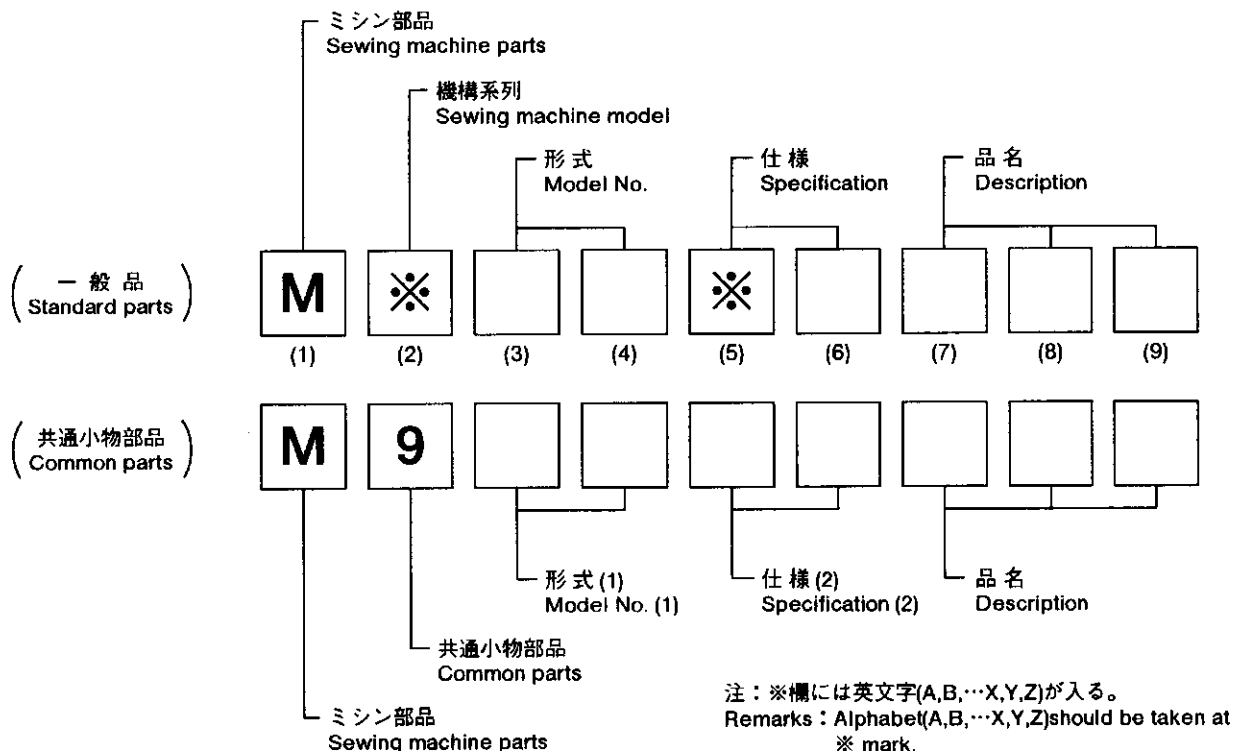 ミシン部品
Sewing machine parts
機構系列
Sewing machine model
形式
Model No.
仕様
Specification
品名
Description
(一般品
Standard parts)
M ※ ※
(1) (2) (3) (4) (5) (6) (7) (8) (9)
(共通小物部品
Common parts)
M 9
形式(1)
Model No. (1)
仕様(2)
Specification (2)
品名
Description
共通小物部品
Common parts
ミシン部品
Sewing machine parts
注：※欄には英文字(A,B,…X,Y,Z)が入る。
Remarks：Alphabet(A,B,…X,Y,Z)should be taken at
※ mark.